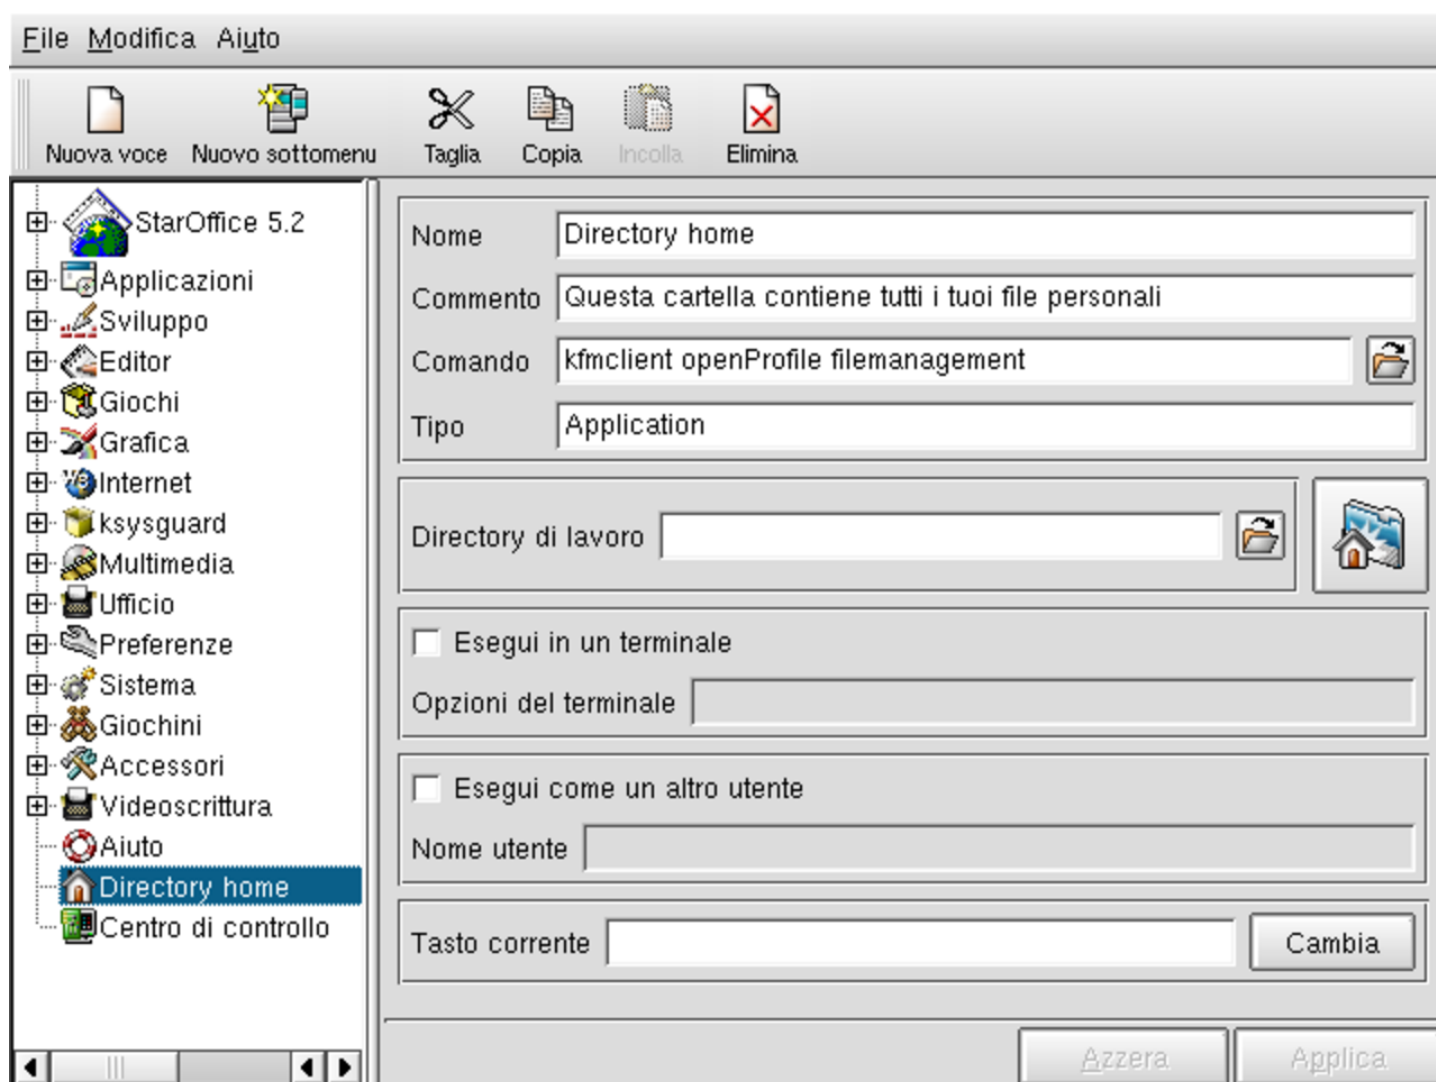 File Modifica Aiuto
Nuova voce Nuovo sottomenu Taglia Copia Incolla Elimina
StarOffice 5.2
Applicazioni
Sviluppo
Editor
Giochi
Grafica
Internet
ksysguard
Multimedia
Ufficio
Preferenze
Sistema
Giochini
Accessori
Videoscrittura
Aiuto
Directory home
Centro di controllo
Nome Directory home
Commento Questa cartella contiene tutti i tuoi file personali
Comando kfmclient openProfile filemanagement
Tipo Application
Directory di lavoro
Esegui in un terminale
Opzioni del terminale
Esegui come un altro utente
Nome utente
Tasto corrente Cambia
Azzera Applica